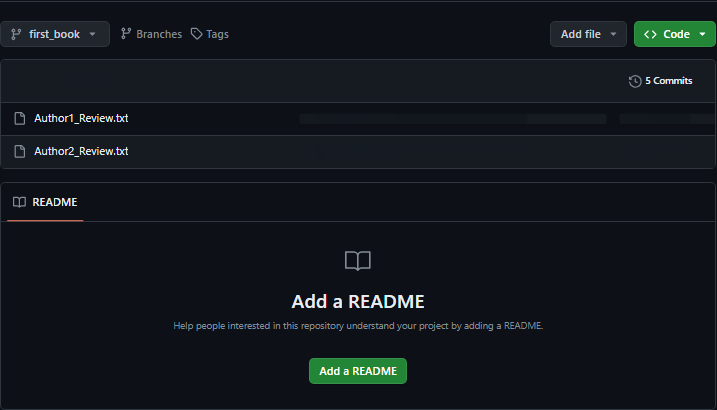 first_book Branches Tags Add file Code
5 Commits
Author1_Review.txt
Author2_Review.txt
README
Add a README
Help people interested in this repository understand your project by adding a README.
Add a README